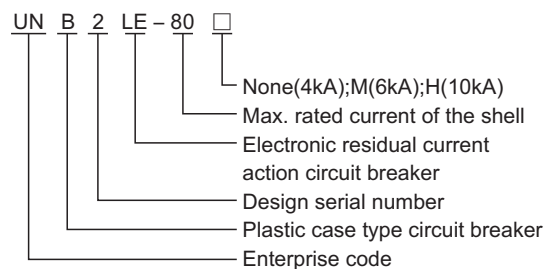 UN B 2 LE – 80 □
None(4kA);M(6kA);H(10kA)
Max. rated current of the shell
Electronic residual current
action circuit breaker
Design serial number
Plastic case type circuit breaker
Enterprise code